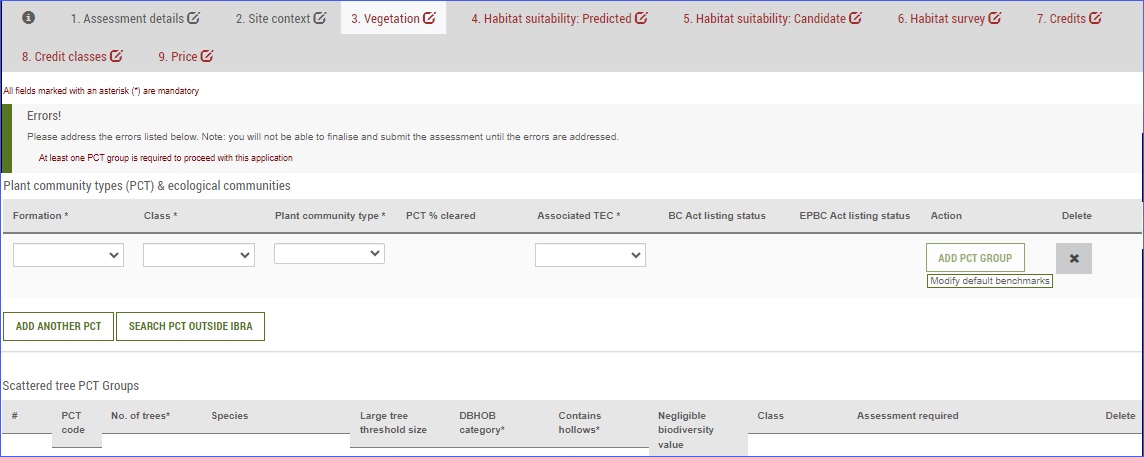 1. Assessment details 2. Site context 3. Vegetation 4. Habitat suitability: Predicted 5. Habitat suitability: Candidate 6. Habitat survey 7. Credits
8. Credit classes 9. Price
All fields marked with an asterisk (*) are mandatory
Errors!
Please address the errors listed below. Note: you will not be able to finalise and submit the assessment until the errors are addressed.
At least one PCT group is required to proceed with this application
Plant community types (PCT) & ecological communities
Formation * Class * Plant community type * PCT % cleared Associated TEC * BC Act listing status EPBC Act listing status Action Delete
ADD PCT GROUP
Modify default benchmarks
ADD ANOTHER PCT SEARCH PCT OUTSIDE IBRA
Scattered tree PCT Groups
# PCT No. of trees* Species Large tree DBHOB Contains Negligible Class Assessment required Delete
code threshold size category* hollows* biodiversity
value